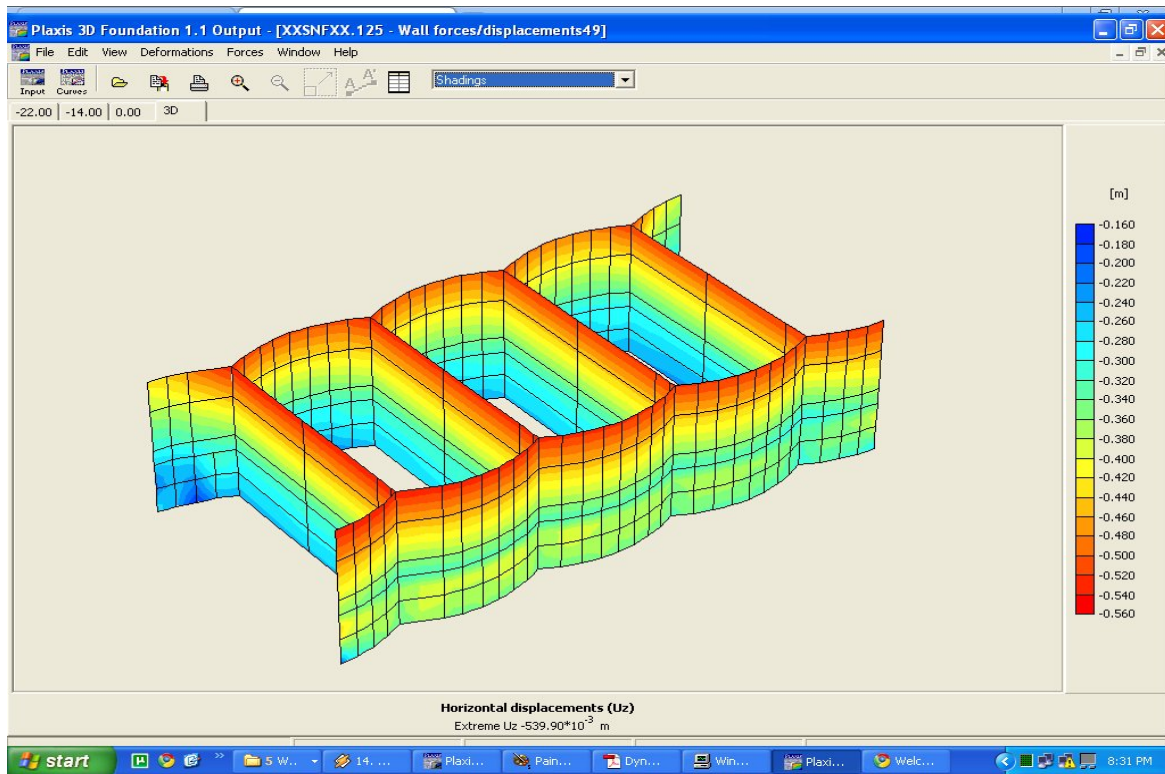 Plaxis 3D Foundation 1.1 Output - [XXSNFXX.125 - Wall forces/displacements49]
File Edit View Deformations Forces Window Help
Input Curves Shadings
-22.00 -14.00 0.00 3D
[m]
-0.160
-0.180
-0.200
-0.240
-0.260
-0.280
-0.300
-0.320
-0.340
-0.360
-0.380
-0.400
-0.420
-0.440
-0.460
-0.480
-0.500
-0.520
-0.540
-0.560
Horizontal displacements (Uz)
Extreme Uz -539.90*10-3 m
start 5 W... 14. ... Plaxi... Pain... Dyn... Win... Plaxi... Welc... 8:31 PM